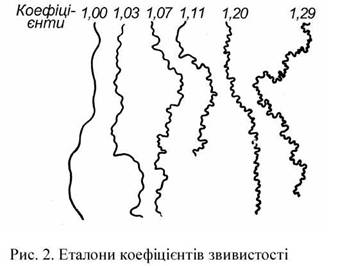 Коефіці- 1,00 1,03 1,07 1,11 1,20 1,29
єнти
Рис. 2. Еталони коефіцієнтів звивистості